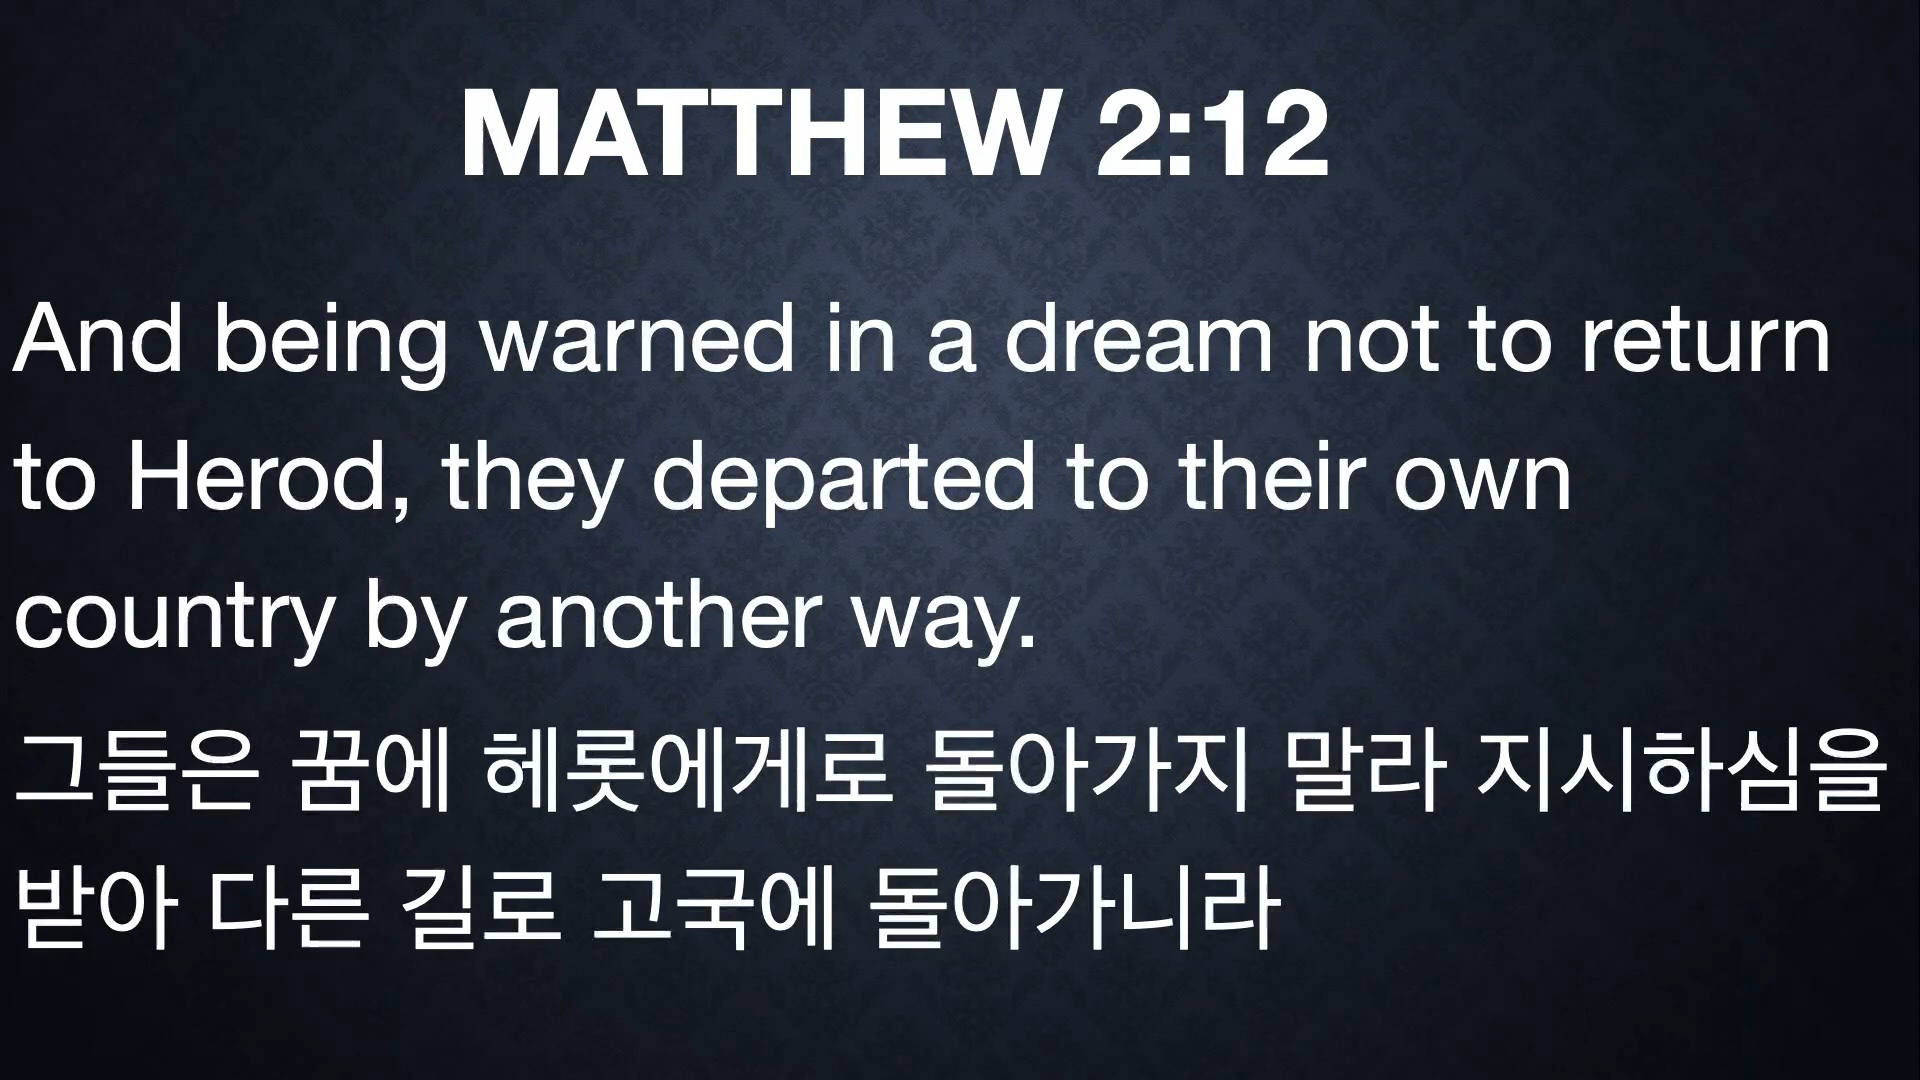 MATTHEW 2:12
And being warned in a dream not to return
to Herod, they departed to their own
country by another way.
그들은 꿈에 헤롯에게로 돌아가지 말라 지시하심을
받아 다른 길로 고국에 돌아가니라